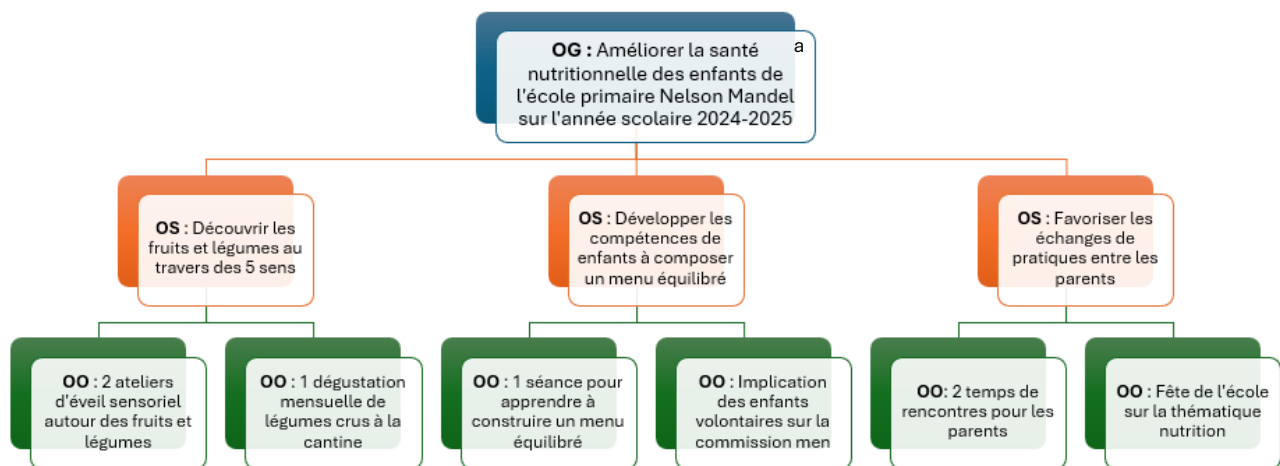 OG : Améliorer la santé
nutritionnelle des enfants de
l'école primaire Nelson Mandel
a
sur l'année scolaire 2024-2025
OS : Découvrir les
fruits et légumes au
travers des 5 sens
OS : Développer les
compétences de
enfants à composer
un menu équilibré
OS : Favoriser les
échanges de
pratiques entre les
parents
OO : 2 ateliers
d'éveil sensoriel
autour des fruits et
légumes
OO : 1 dégustation
mensuelle de
légumes crus à la
cantine
OO : 1 séance pour
apprendre à
construire un menu
équilibré
OO : Implication
des enfants
volontaires sur la
commission men
OO: 2 temps de
rencontres pour les
parents
OO : Fête de l'école
sur la thématique
nutrition